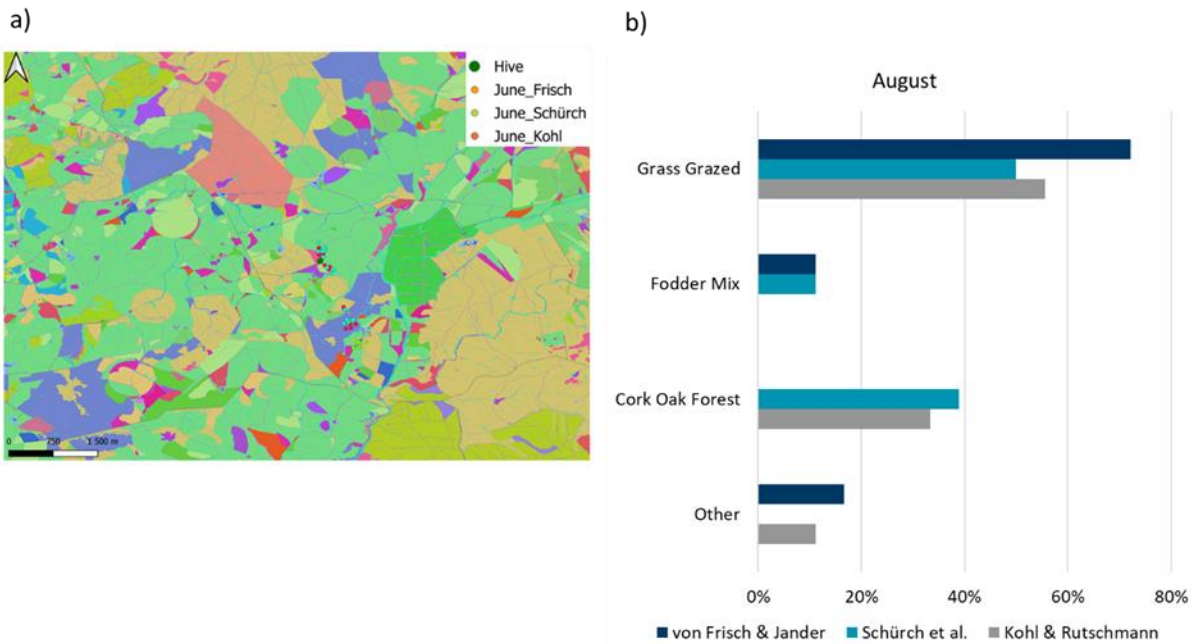 a)
Hive
June_Frisch
June_Schürch
June_Kohl
0 750 1 500 m
b)
August
Grass Grazed
Fodder Mix
Cork Oak Forest
Other
0% 20% 40% 60% 80%
von Frisch & Jander Schürch et al. Kohl & Rutschmann